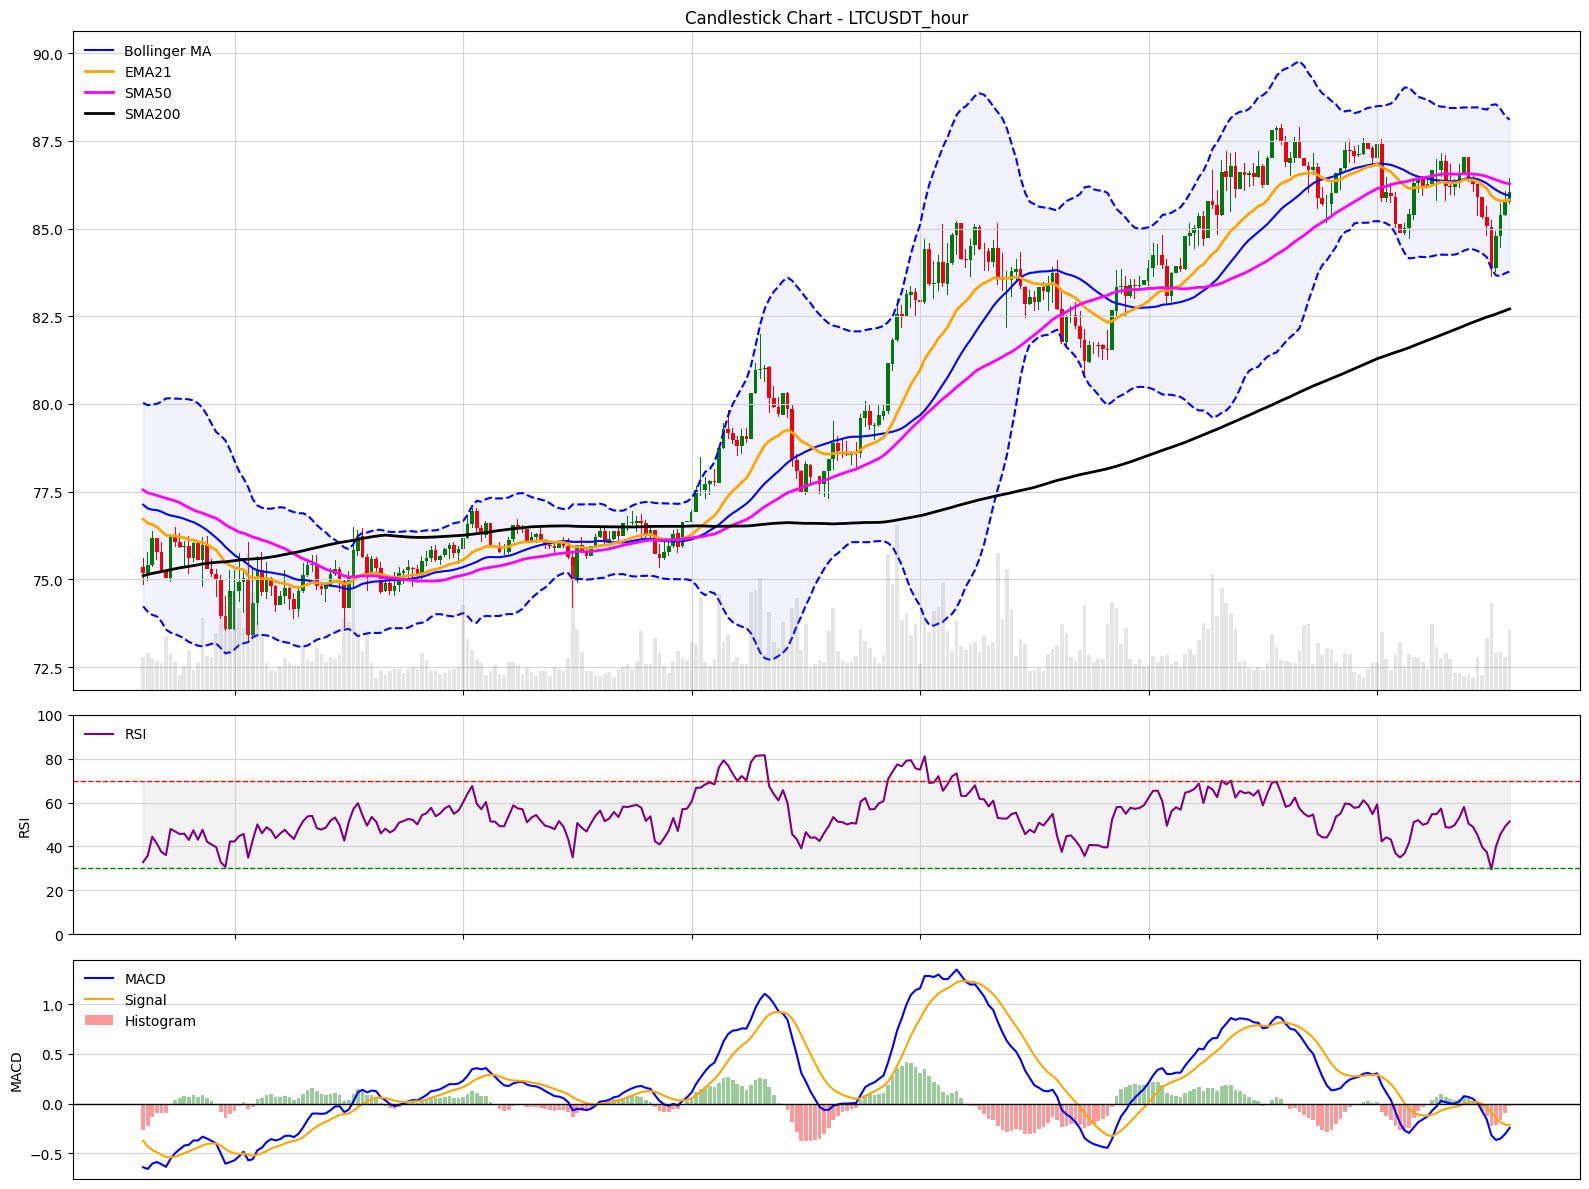 Candlestick Chart - LTCUSDT_hour
Bollinger MA
EMA21
SMA50
SMA200
90.0
87.5
85.0
82.5
80.0
77.5
75.0
72.5
RSI
100
80
60
40
20
0
RSI
MACD
Signal
Histogram
1.0
0.5
0.0
−0.5
MACD